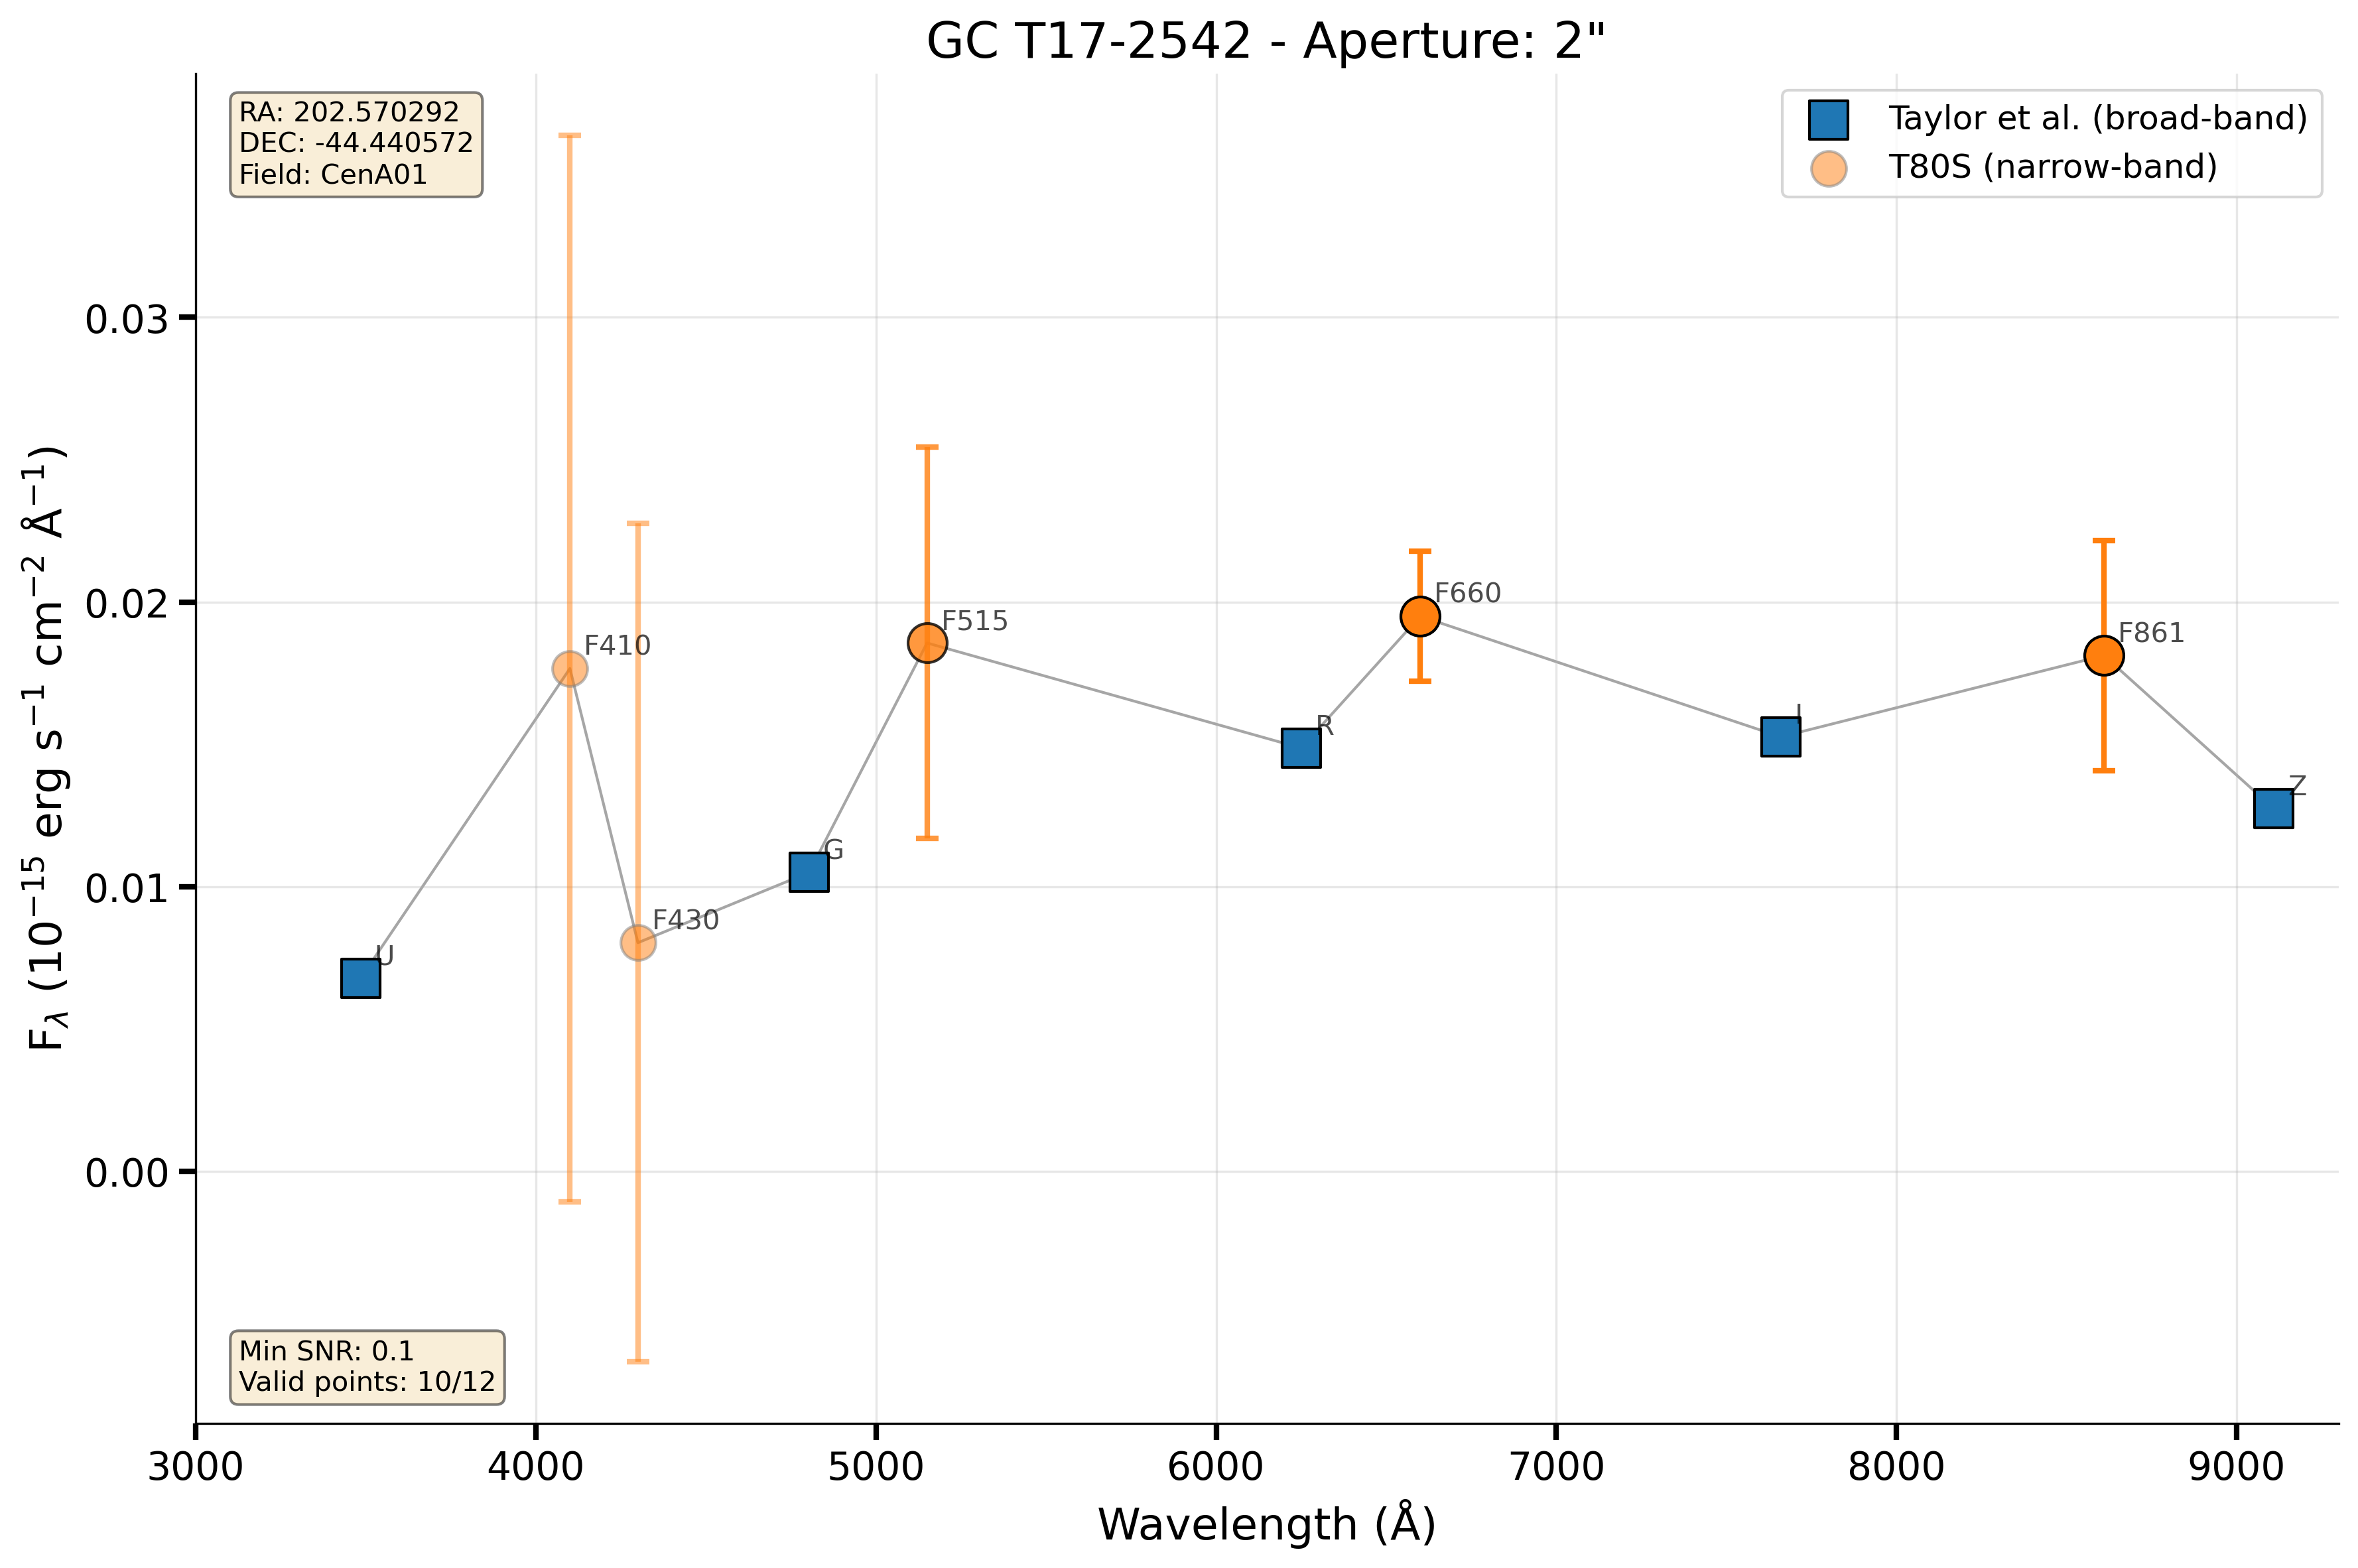 GC T17-2542 - Aperture: 2"
RA: 202.570292
DEC: -44.440572
Field: CenA01
Taylor et al. (broad-band)
T80S (narrow-band)
F_λ (10⁻¹⁵ erg s⁻¹ cm⁻² Å⁻¹)
0.03
0.02
0.01
0.00
U
F410
F430
G
F515
R
F660
I
F861
Z
Min SNR: 0.1
Valid points: 10/12
3000 4000 5000 6000 7000 8000 9000
Wavelength (Å)